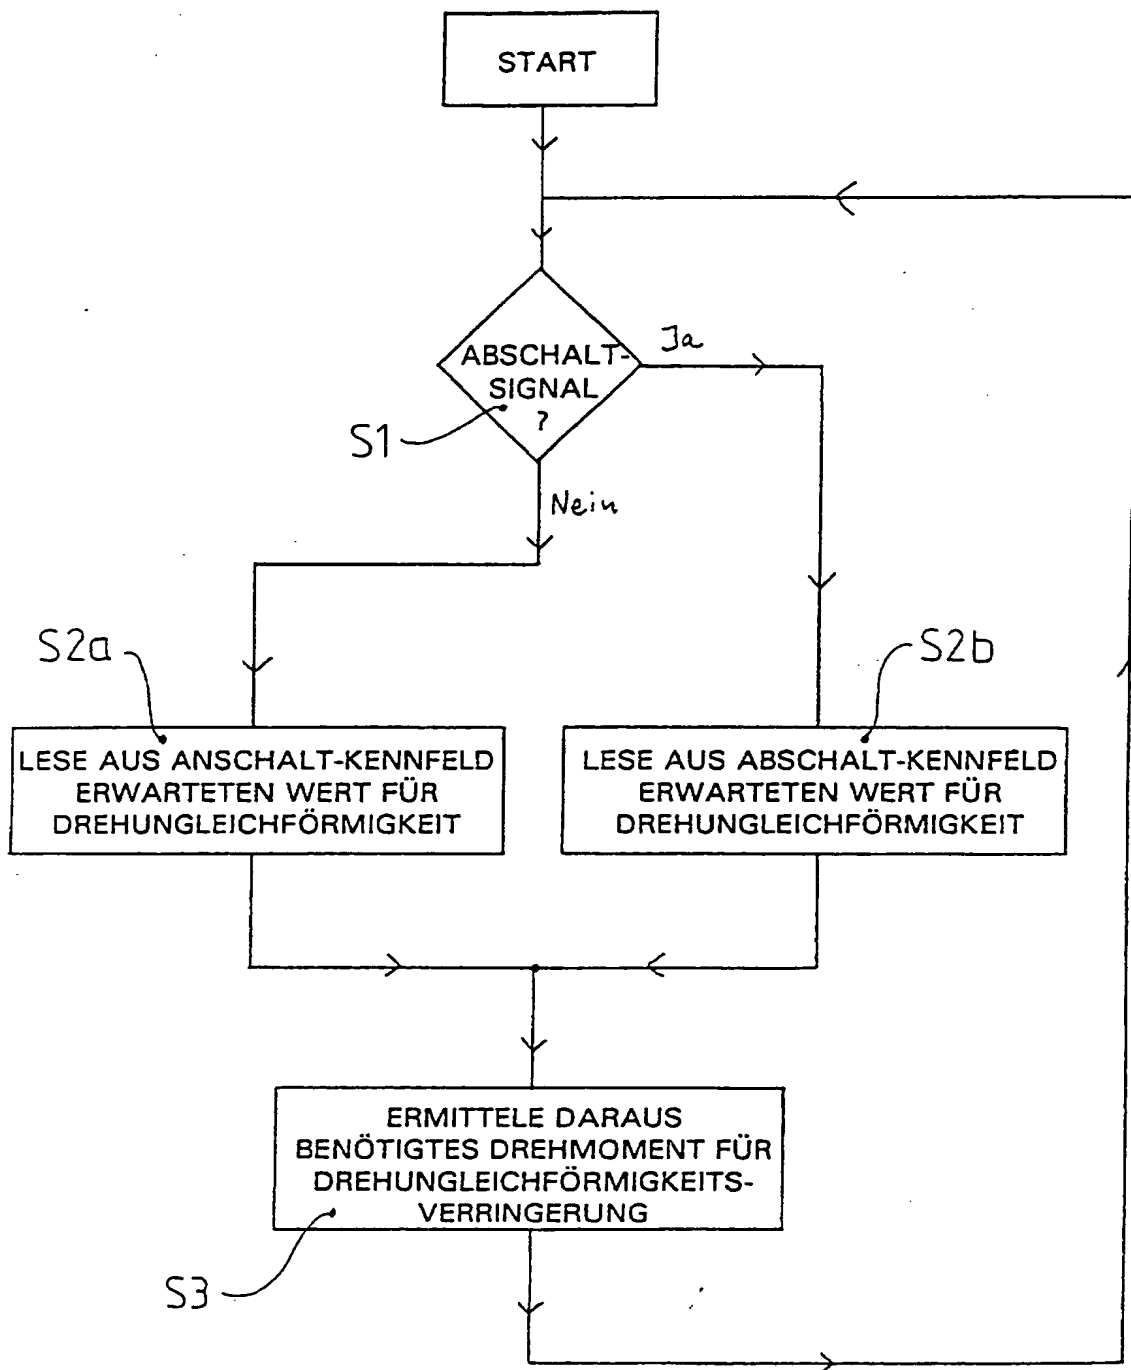 START
Ja
ABSCHALT-
SIGNAL
?
S1
Nein
S2a
S2b
LESE AUS ANSCHALT-KENNFELD
ERWARTETEN WERT FÜR
DREHUNGLEICHFÖRMIGKEIT
LESE AUS ABSCHALT-KENNFELD
ERWARTETEN WERT FÜR
DREHUNGLEICHFÖRMIGKEIT
ERMITTELE DARAUS
BENÖTIGTES DREHMOMENT FÜR
DREHUNGLEICHFÖRMIGKEITS-
VERRINGERUNG
S3